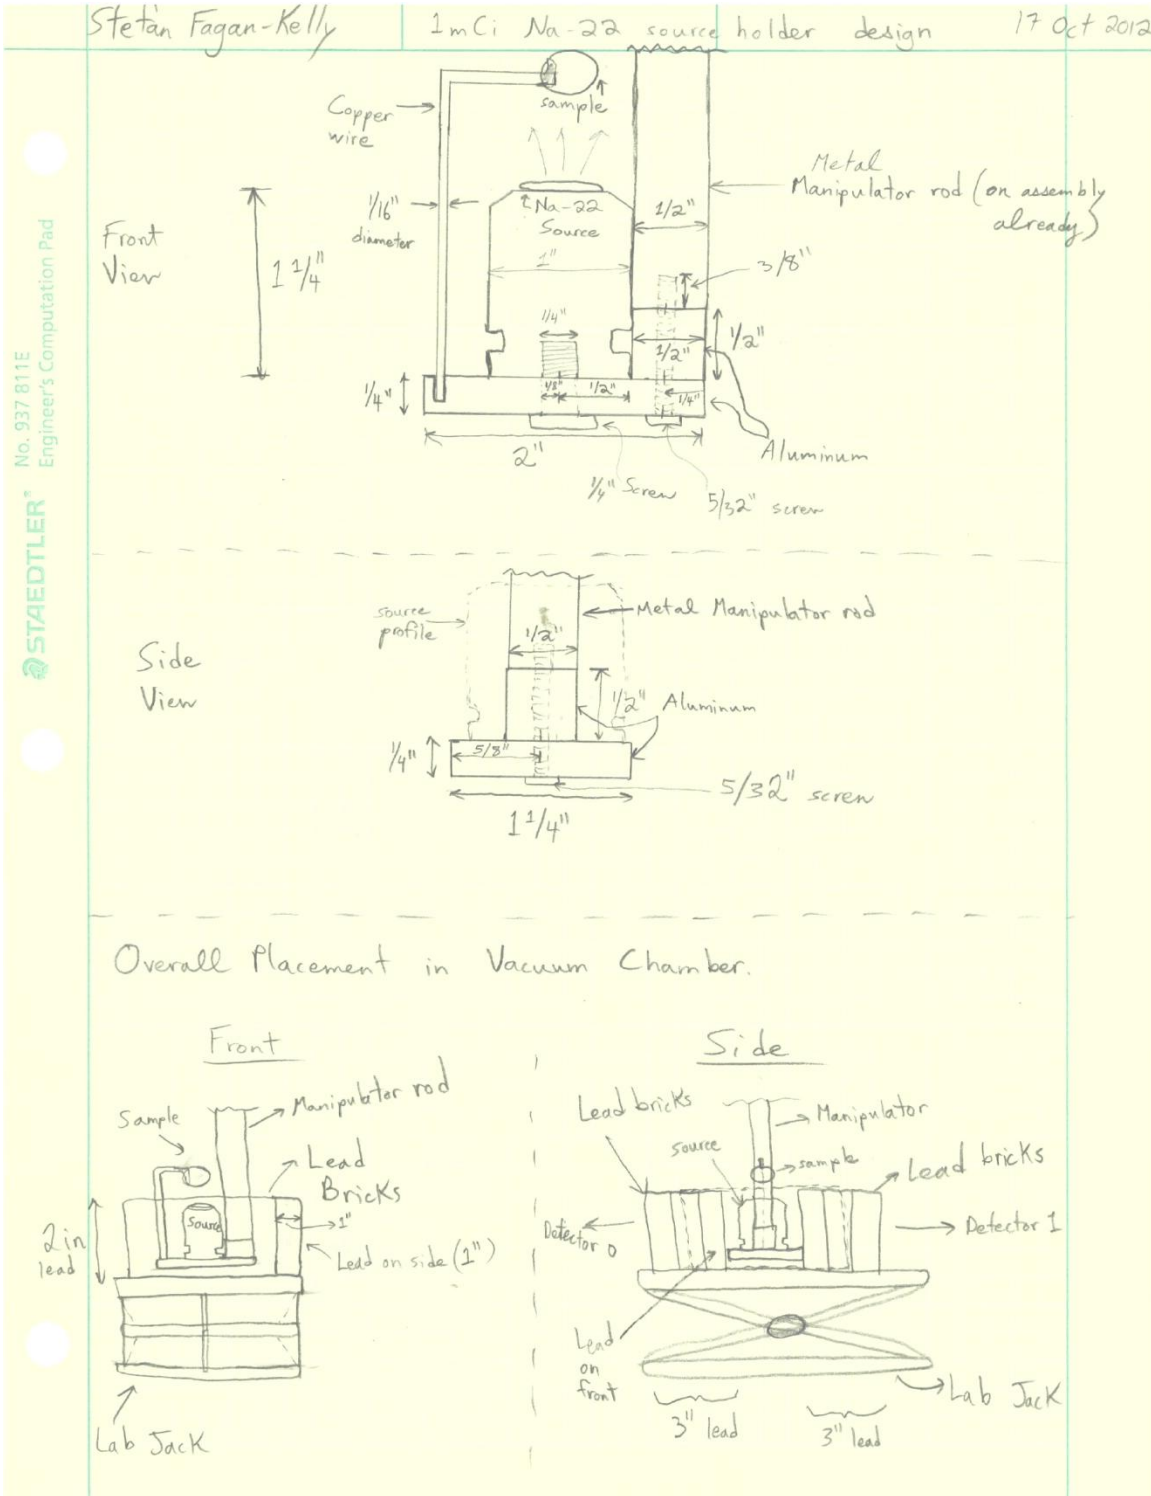 Stefan Fagan-Kelly
1mCi Na-22 source holder design
17 Oct 2012
No. 937 811E
Engineer's Computation Pad
STAEDTLER®
Front
View
Copper
wire
sample
Metal
Manipulator rod (on assembly
already)
1/16"
diameter
Na-22
Source
1/2"
1"
3/8"
1 1/4"
1/4"
1/2"
1/2"
1/4"
1/8"
1/2"
1/4"
2"
Aluminum
1/4" Screw
5/32" screw
Side
View
source
profile
Metal Manipulator rod
1/2"
1/2"
Aluminum
5/8"
1/4"
5/32" screw
1 1/4"
Overall Placement in Vacuum Chamber.
Front
Sample
Manipulator rod
Lead
Bricks
Source
1"
2in
lead
Lead on side (1")
Lab Jack
Side
Lead bricks
Manipulator
source
sample
Lead bricks
Detector 0
Detector 1
Lead
on
front
Lab Jack
3" lead
3" lead